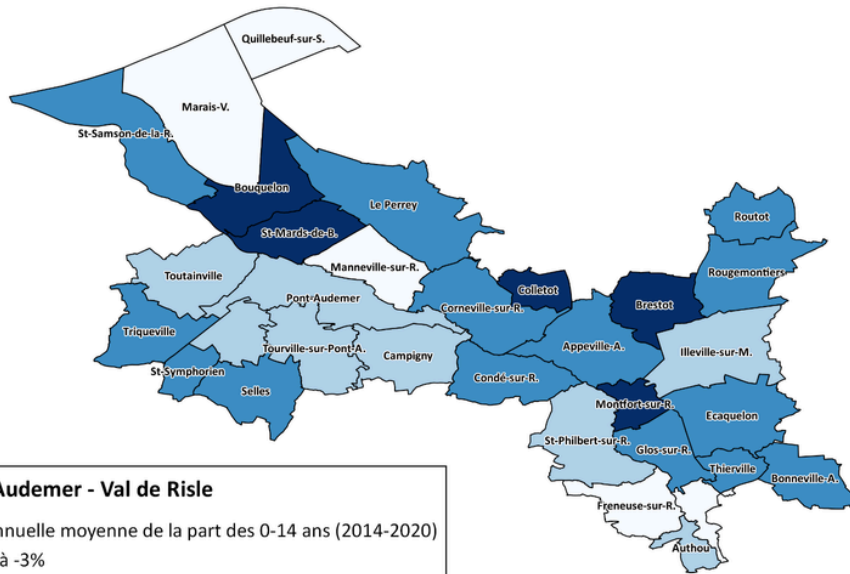 Quillebeuf-sur-S.
Marais-V.
St-Samson-de-la-R.
Bouquelon
Le Perrey
St-Mards-de-B.
Routot
Manneville-sur-R.
Rougemontiers
Toutainville
Colletot
Pont-Audemer
Brestot
Corneville-sur-R.
Triqueville
Appeville-A.
Tourville-sur-Pont-A.
Illeville-sur-M.
Campigny
St-Symphorien
Condé-sur-R.
Selles
Montfort-sur-R.
Ecaquelon
St-Philbert-sur-R.
Glos-sur-R.
Thierville
Bonneville-A.
Freneuse-sur-R.
Authou
Audemer - Val de Risle
nnuelle moyenne de la part des 0-14 ans (2014-2020)
à -3%